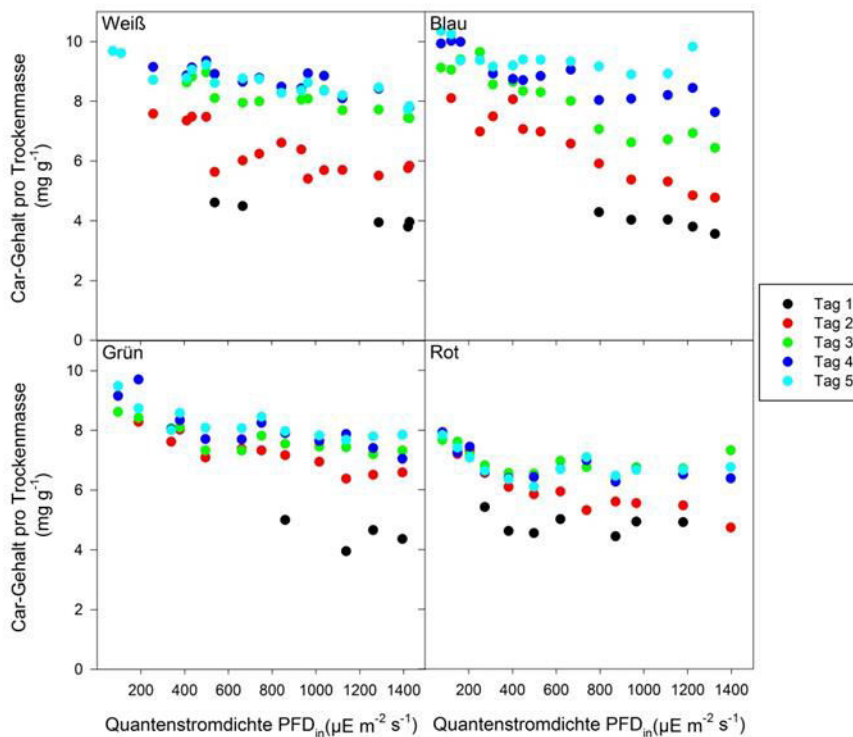 Weiß
Blau
10
8
6
4
2
0
Car-Gehalt pro Trockenmasse
(mg g⁻¹)
Tag 1
Tag 2
Tag 3
Tag 4
Tag 5
Grün
Rot
10
8
6
4
2
0
Car-Gehalt pro Trockenmasse
(mg g⁻¹)
200 400 600 800 1000 1200 1400
200 400 600 800 1000 1200 1400
Quantenstromdichte PFDᵢₙ(µE m⁻² s⁻¹)
Quantenstromdichte PFDᵢₙ(µE m⁻² s⁻¹)